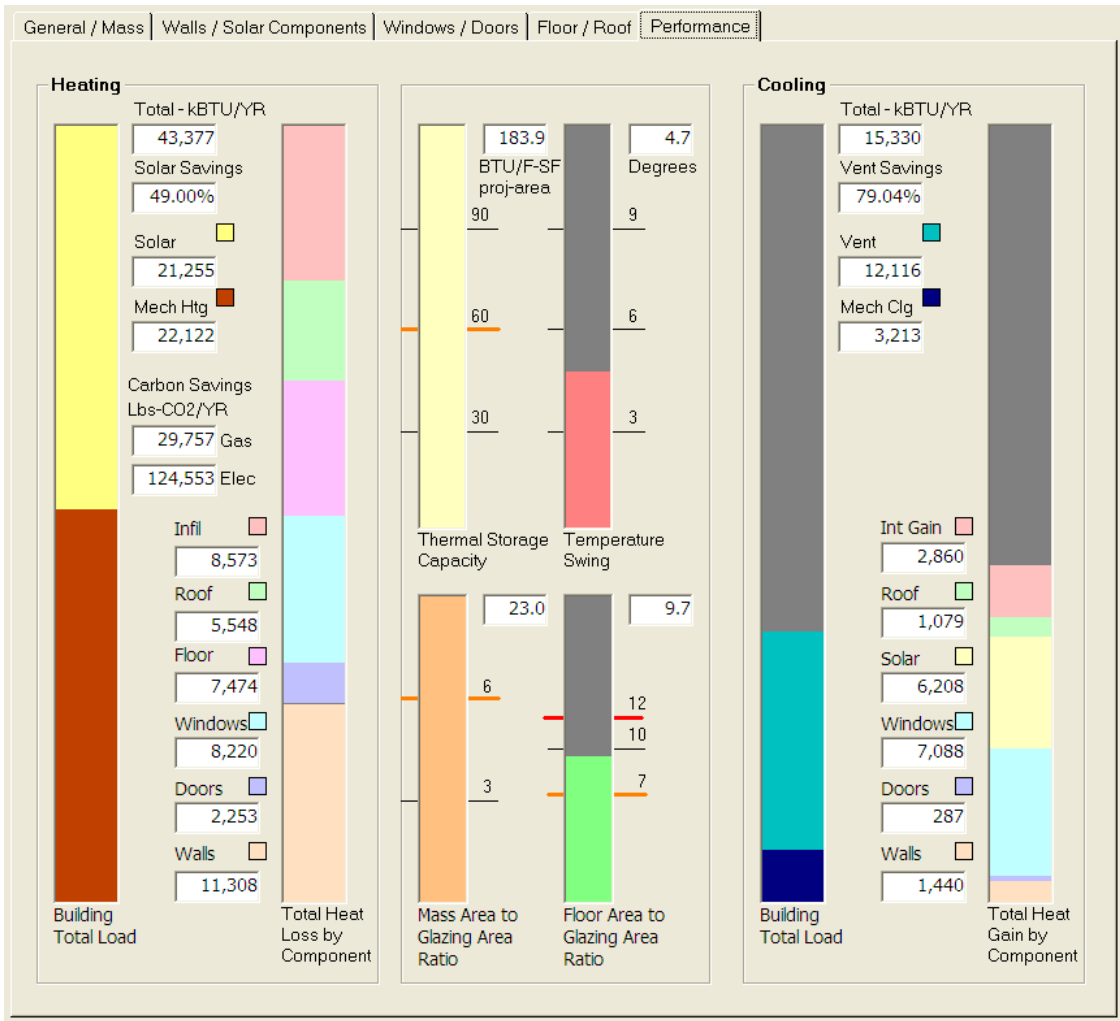 General / Mass
Walls / Solar Components
Windows / Doors
Floor / Roof
Performance
Heating
Total - kBTU/YR
43,377
Solar Savings
49.00%
Solar
21,255
Mech Htg
22,122
Carbon Savings
Lbs-CO2/YR
29,757 Gas
124,553 Elec
Infil
8,573
Roof
5,548
Floor
7,474
Windows
8,220
Doors
2,253
Walls
11,308
Building
Total Load
Total Heat
Loss by
Component
183.9
BTU/F-SF
proj-area
90
60
30
Thermal Storage
Capacity
4.7
Degrees
9
6
3
Temperature
Swing
23.0
6
3
Mass Area to
Glazing Area
Ratio
9.7
12
10
7
Floor Area to
Glazing Area
Ratio
Cooling
Total - kBTU/YR
15,330
Vent Savings
79.04%
Vent
12,116
Mech Clg
3,213
Int Gain
2,860
Roof
1,079
Solar
6,208
Windows
7,088
Doors
287
Walls
1,440
Building
Total Load
Total Heat
Gain by
Component